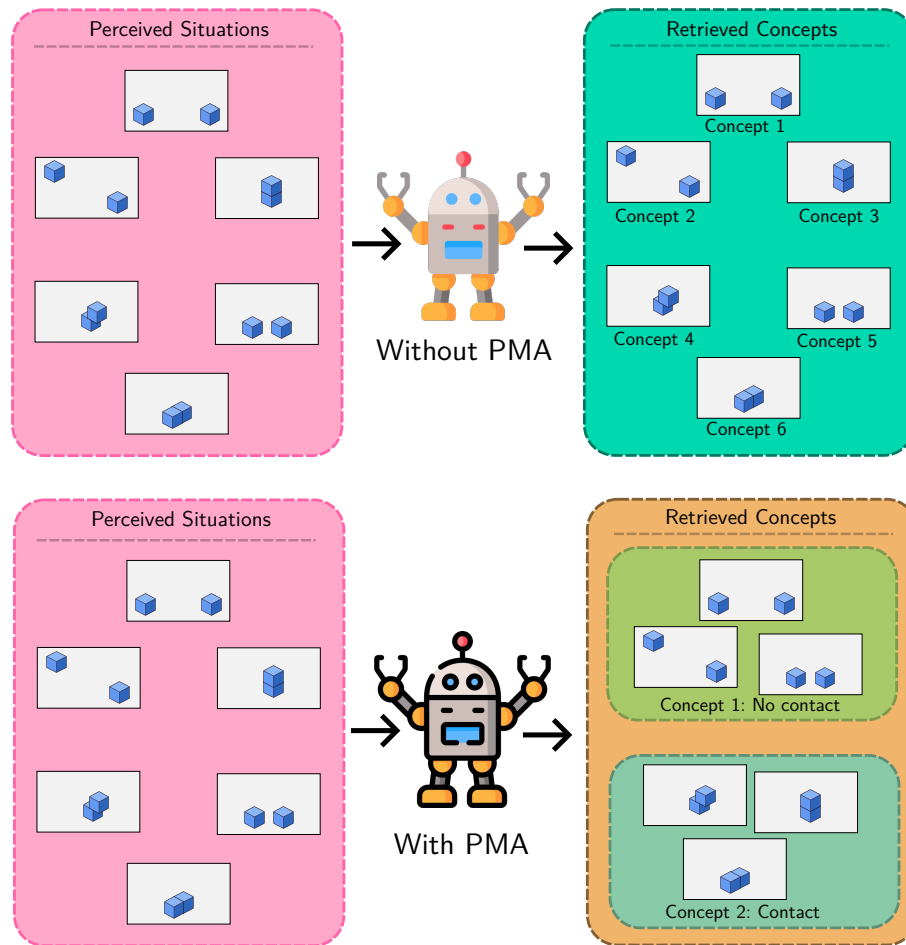 Perceived Situations
Retrieved Concepts
Concept 1
Concept 2
Concept 3
Concept 4
Concept 5
Concept 6
Without PMA
Perceived Situations
Retrieved Concepts
Concept 1: No contact
With PMA
Concept 2: Contact